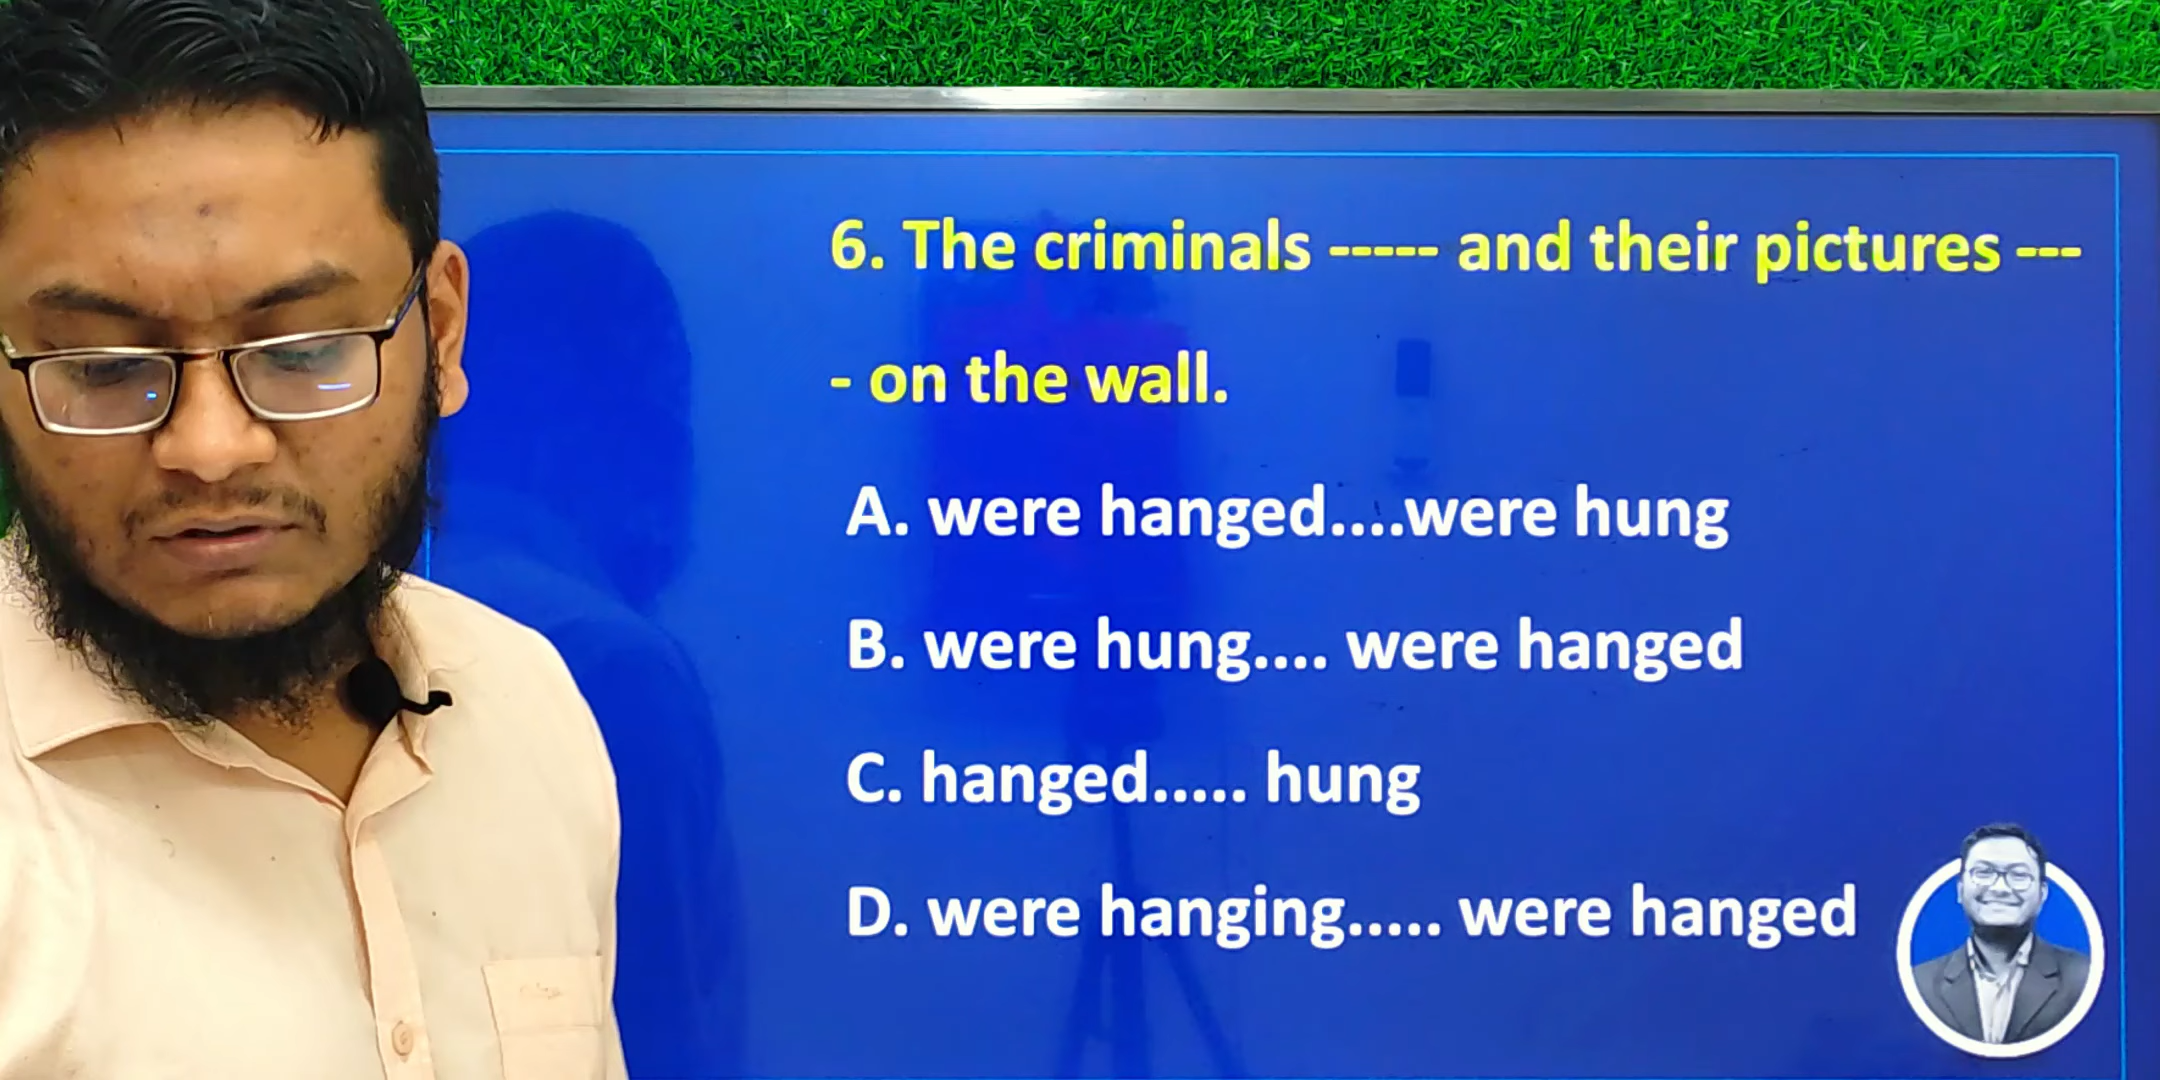 6. The criminals ----- and their pictures ---
- on the wall.
A. were hanged....were hung
B. were hung.... were hanged
C. hanged..... hung
D. were hanging..... were hanged